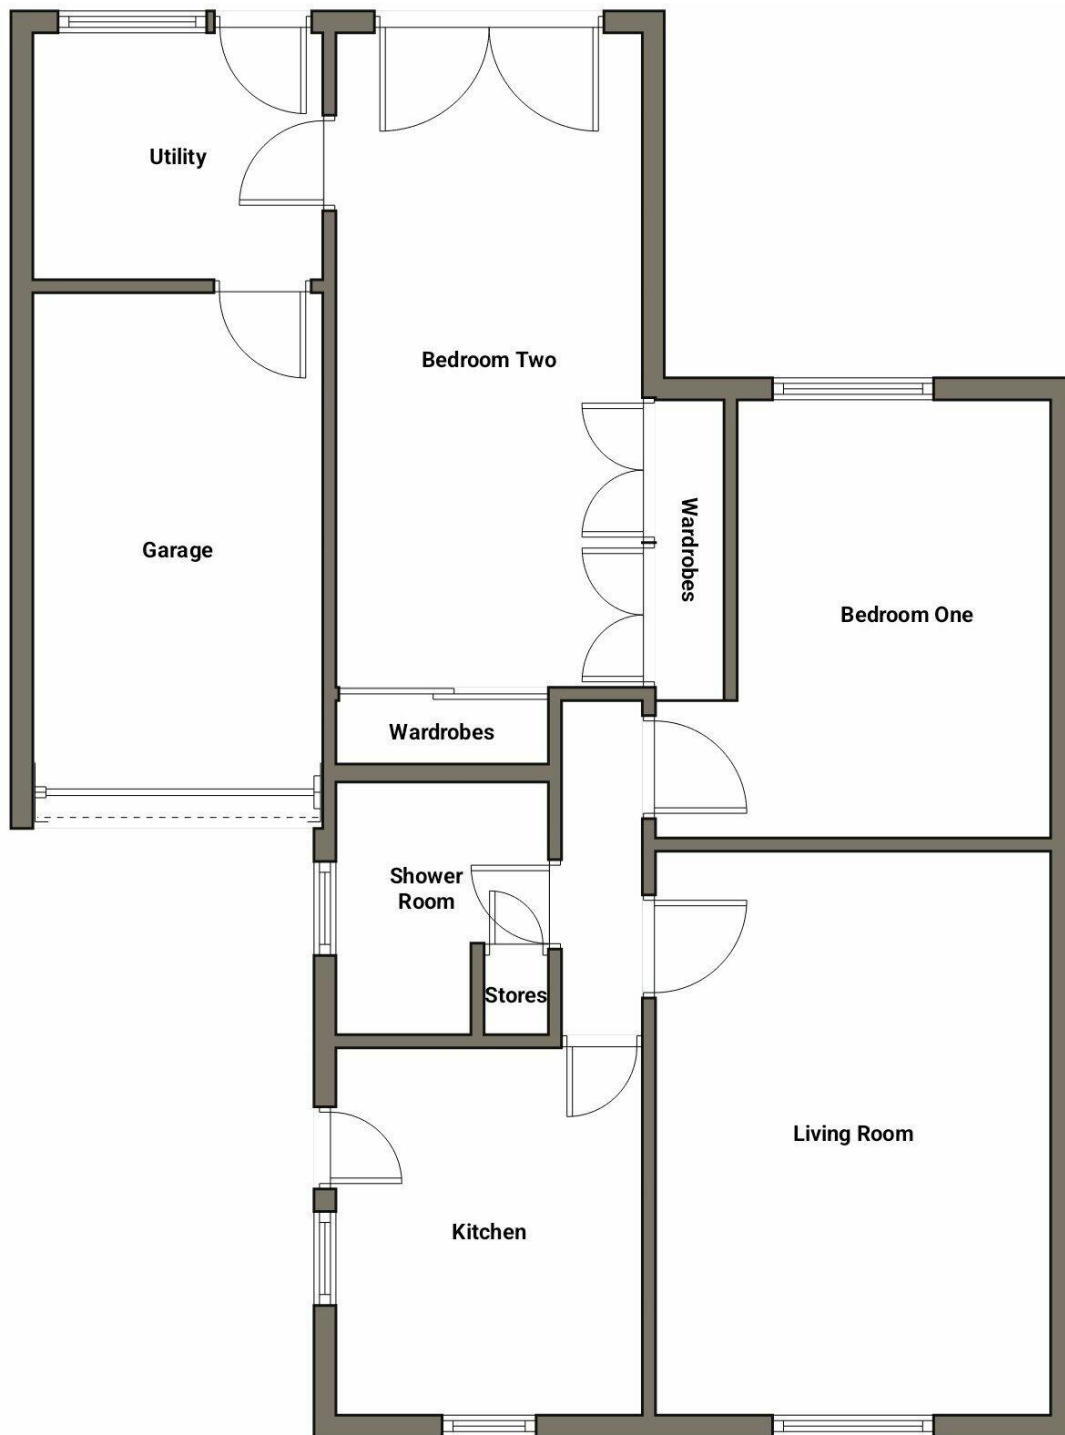 Utility
Bedroom Two
Garage
Wardrobes
Bedroom One
Wardrobes
Shower
Room
Stores
Living Room
Kitchen